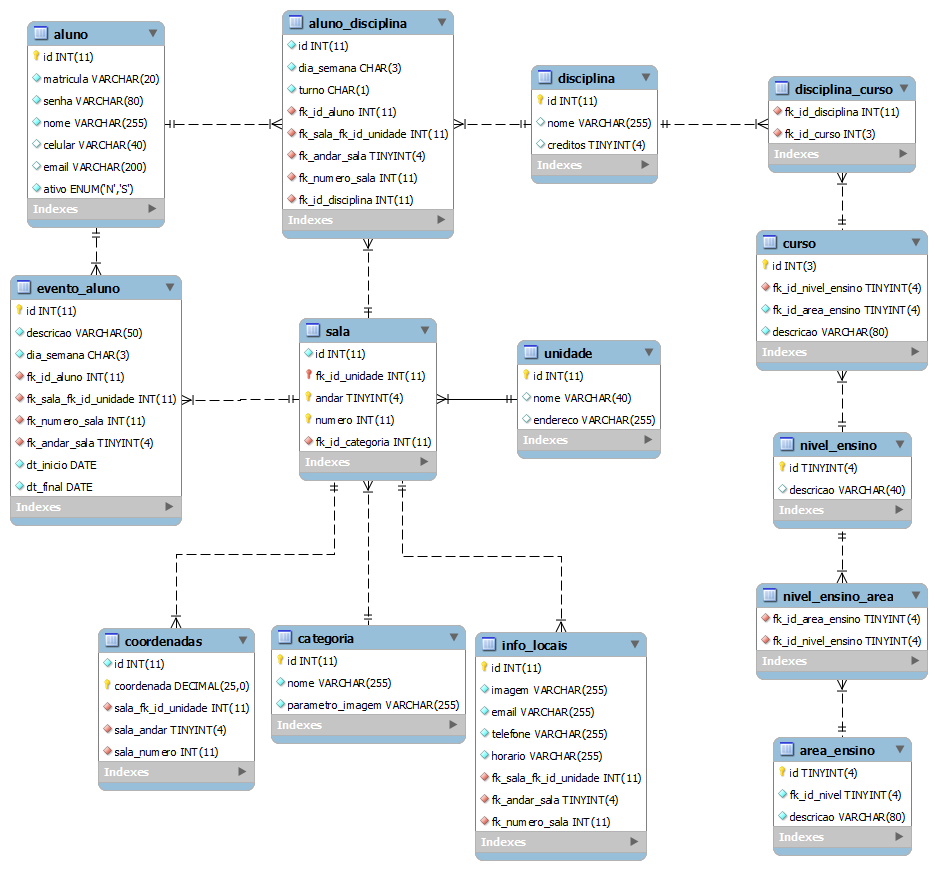 aluno
id INT(11)
matricula VARCHAR(20)
senha VARCHAR(80)
nome VARCHAR(255)
celular VARCHAR(40)
email VARCHAR(200)
ativo ENUM('N','S')
Indexes
aluno_disciplina
id INT(11)
dia_semana CHAR(3)
turno CHAR(1)
fk_id_aluno INT(11)
fk_sala_fk_id_unidade INT(11)
fk_andar_sala TINYINT(4)
fk_numero_sala INT(11)
fk_id_disciplina INT(11)
Indexes
disciplina
id INT(11)
nome VARCHAR(255)
creditos TINYINT(4)
Indexes
disciplina_curso
fk_id_disciplina INT(11)
fk_id_curso INT(3)
Indexes
evento_aluno
id INT(11)
descricao VARCHAR(50)
dia_semana CHAR(3)
fk_id_aluno INT(11)
fk_sala_fk_id_unidade INT(11)
fk_numero_sala INT(11)
fk_andar_sala TINYINT(4)
dt_inicio DATE
dt_final DATE
Indexes
sala
id INT(11)
fk_id_unidade INT(11)
andar TINYINT(4)
numero INT(11)
fk_id_categoria INT(11)
Indexes
unidade
id INT(11)
nome VARCHAR(40)
endereco VARCHAR(255)
Indexes
curso
id INT(3)
fk_id_nivel_ensino TINYINT(4)
fk_id_area_ensino TINYINT(4)
descricao VARCHAR(80)
Indexes
nivel_ensino
id TINYINT(4)
descricao VARCHAR(40)
Indexes
nivel_ensino_area
fk_id_area_ensino TINYINT(4)
fk_id_nivel_ensino TINYINT(4)
Indexes
coordenadas
id INT(11)
coordenada DECIMAL(25,0)
sala_fk_id_unidade INT(11)
sala_andar TINYINT(4)
sala_numero INT(11)
Indexes
categoria
id INT(11)
nome VARCHAR(255)
parametro_imagem VARCHAR(255)
Indexes
info_locais
id INT(11)
imagem VARCHAR(255)
email VARCHAR(255)
telefone VARCHAR(255)
horario VARCHAR(255)
fk_sala_fk_id_unidade INT(11)
fk_andar_sala TINYINT(4)
fk_numero_sala INT(11)
Indexes
area_ensino
id TINYINT(4)
fk_id_nivel TINYINT(4)
descricao VARCHAR(80)
Indexes